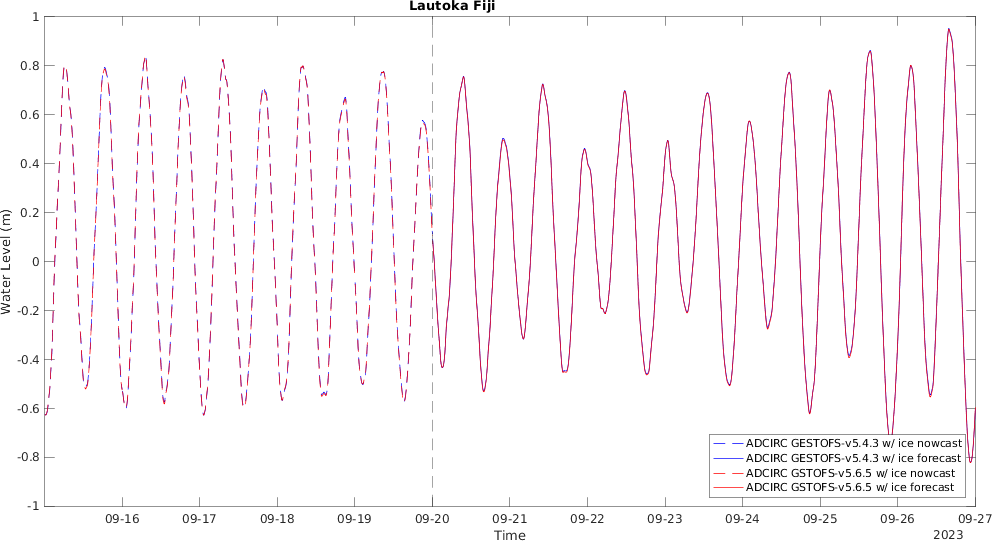 Lautoka Fiji
1
0.8
0.6
0.4
0.2
0
-0.2
-0.4
-0.6
-0.8
-1
Water Level (m)
ADCIRC GESTOFS-v5.4.3 w/ ice nowcast
ADCIRC GESTOFS-v5.4.3 w/ ice forecast
ADCIRC GSTOFS-v5.6.5 w/ ice nowcast
ADCIRC GSTOFS-v5.6.5 w/ ice forecast
09-16 09-17 09-18 09-19 09-20 09-21 09-22 09-23 09-24 09-25 09-26 09-27
Time
2023